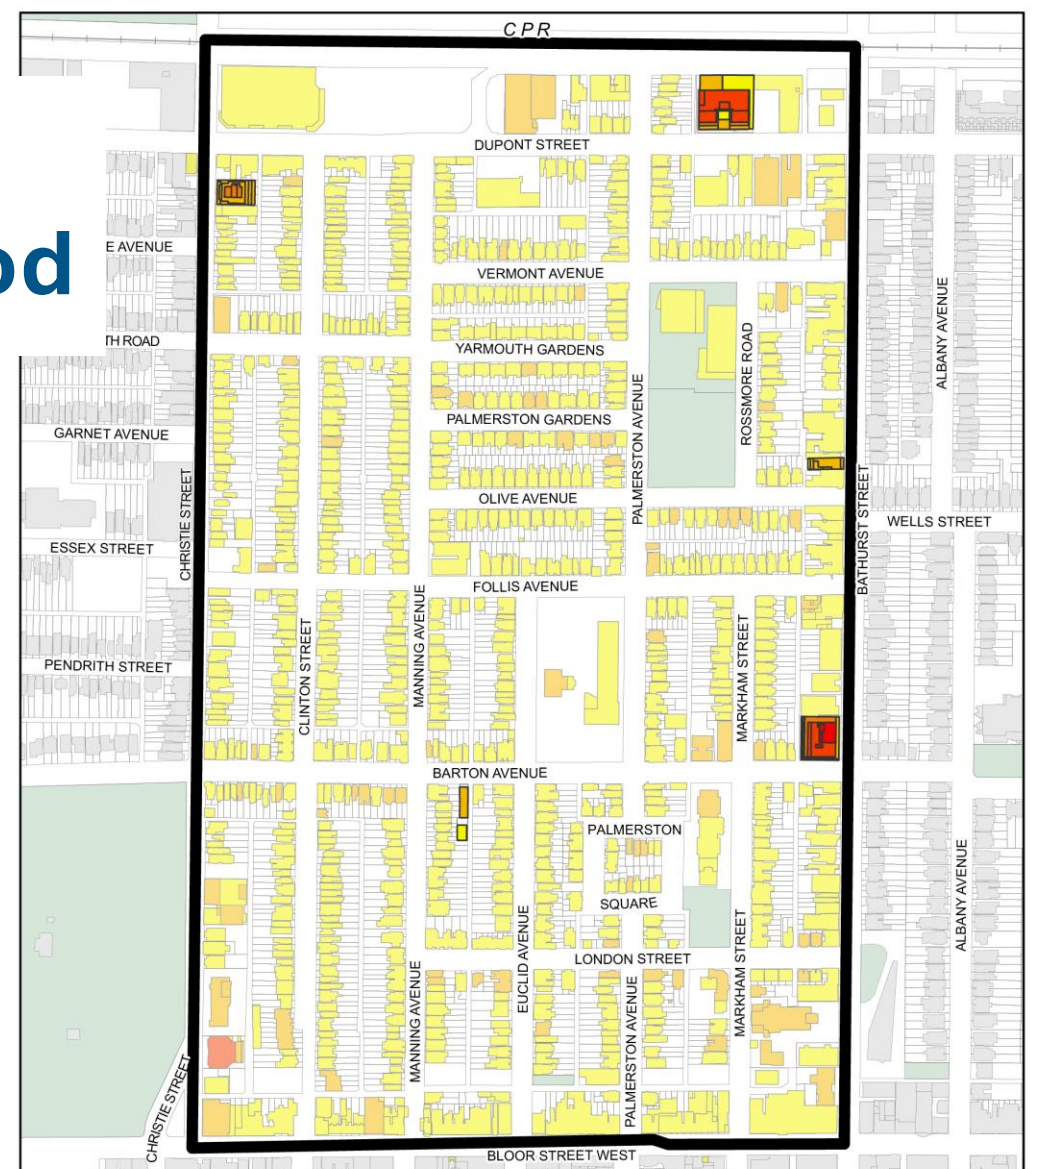 CPR
DUPONT STREET
E AVENUE
od
VERMONT AVENUE
TH ROAD
YARMOUTH GARDENS
ROSSMORE ROAD
ALBANY AVENUE
PALMERSTON GARDENS
GARNET AVENUE
PALMERSTON AVENUE
OLIVE AVENUE
CHRISTIE STREET
BATHURST STREET
WELLS STREET
ESSEX STREET
FOLLIS AVENUE
MANNING AVENUE
CLINTON STREET
MARKHAM STREET
PENDRITH STREET
BARTON AVENUE
PALMERSTON
SQUARE
ALBANY AVENUE
EUCLID AVENUE
LONDON STREET
MARKHAM STREET
MANNING AVENUE
PALMERSTON AVENUE
CHRISTIE STREET
BLOOR STREET WEST